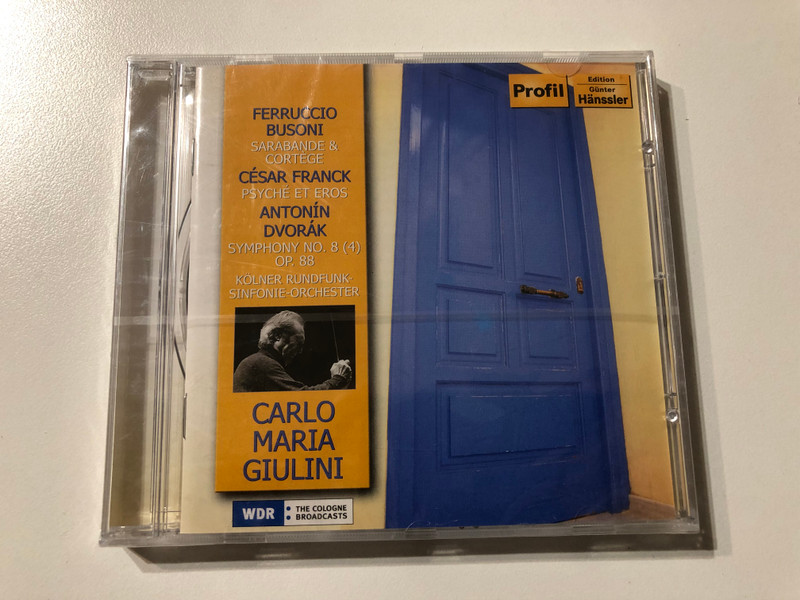 FERRUCCIO
BUSONI
SARABANDE &
CORTÈGE
CÉSAR FRANCK
PSYCHÉ ET EROS
ANTONÍN
DVORÁK
SYMPHONY NO. 8 (4)
OP. 88
KÖLNER RUNDFUNK-
SINFONIE-ORCHESTER
CARLO
MARIA
GIULINI
WDR THE COLOGNE
BROADCASTS
Profil
Edition
Günter
Hänssler